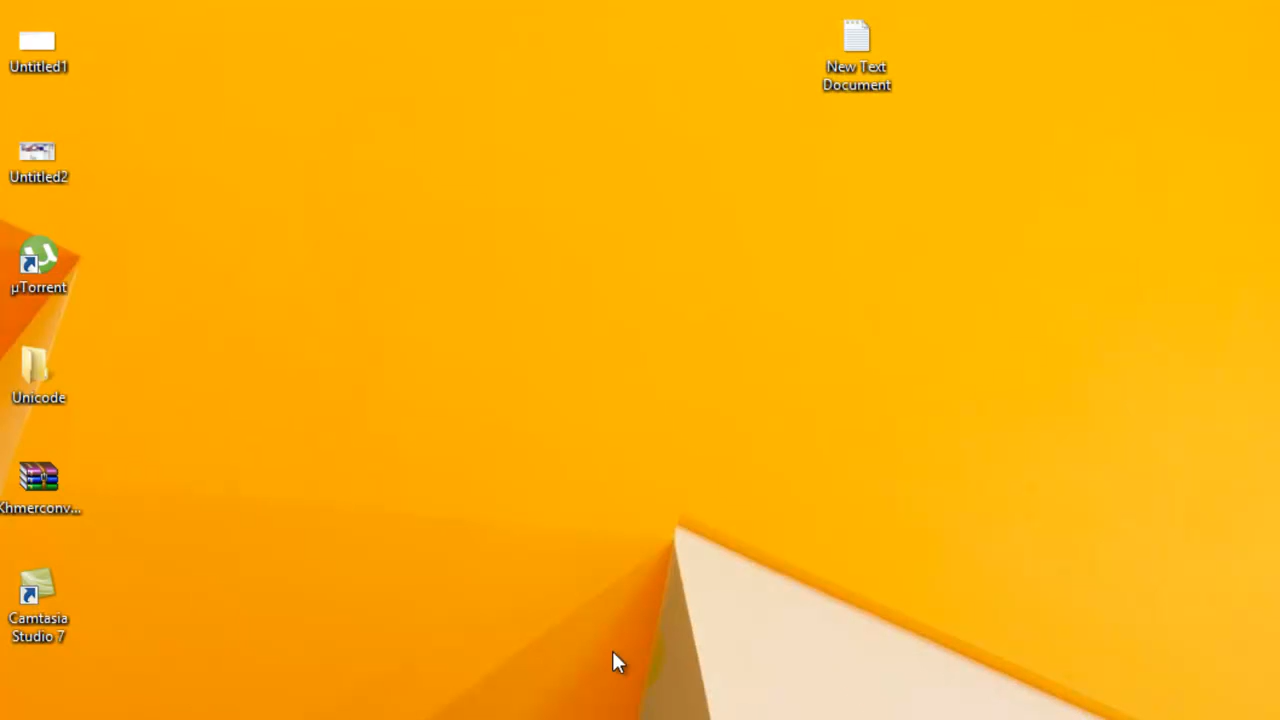 Untitled1
New Text
Document
Untitled2
µTorrent
Unicode
Khmerconv...
Camtasia
Studio 7